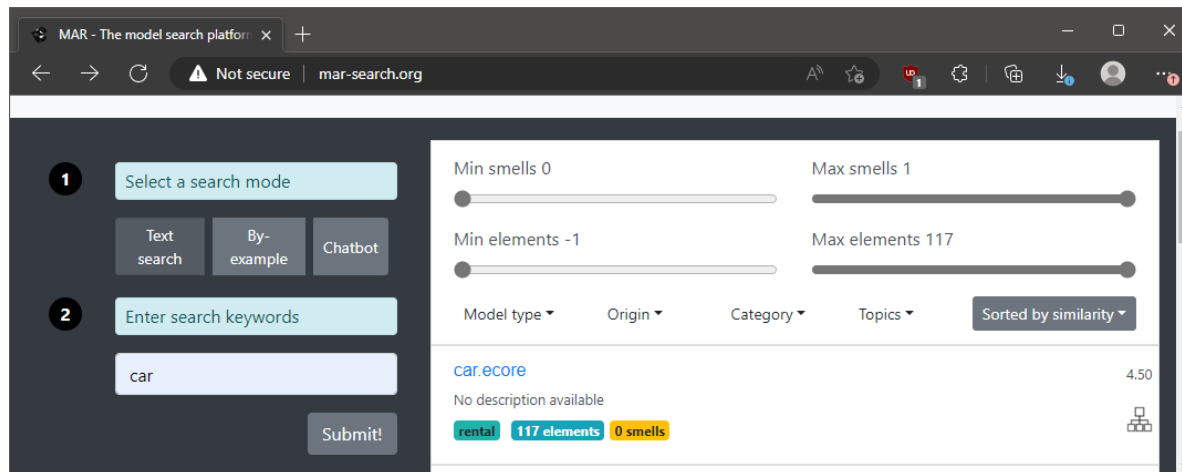 MAR - The model search platform
Not secure
mar-search.org
1
1
Select a search mode
Text search
By-example
Chatbot
2
Enter search keywords
car
Submit!
Min smells 0
Max smells 1
Min elements -1
Max elements 117
Model type
Origin
Category
Topics
Sorted by similarity
car.ecore
4.50
No description available
rental
117 elements
0 smells